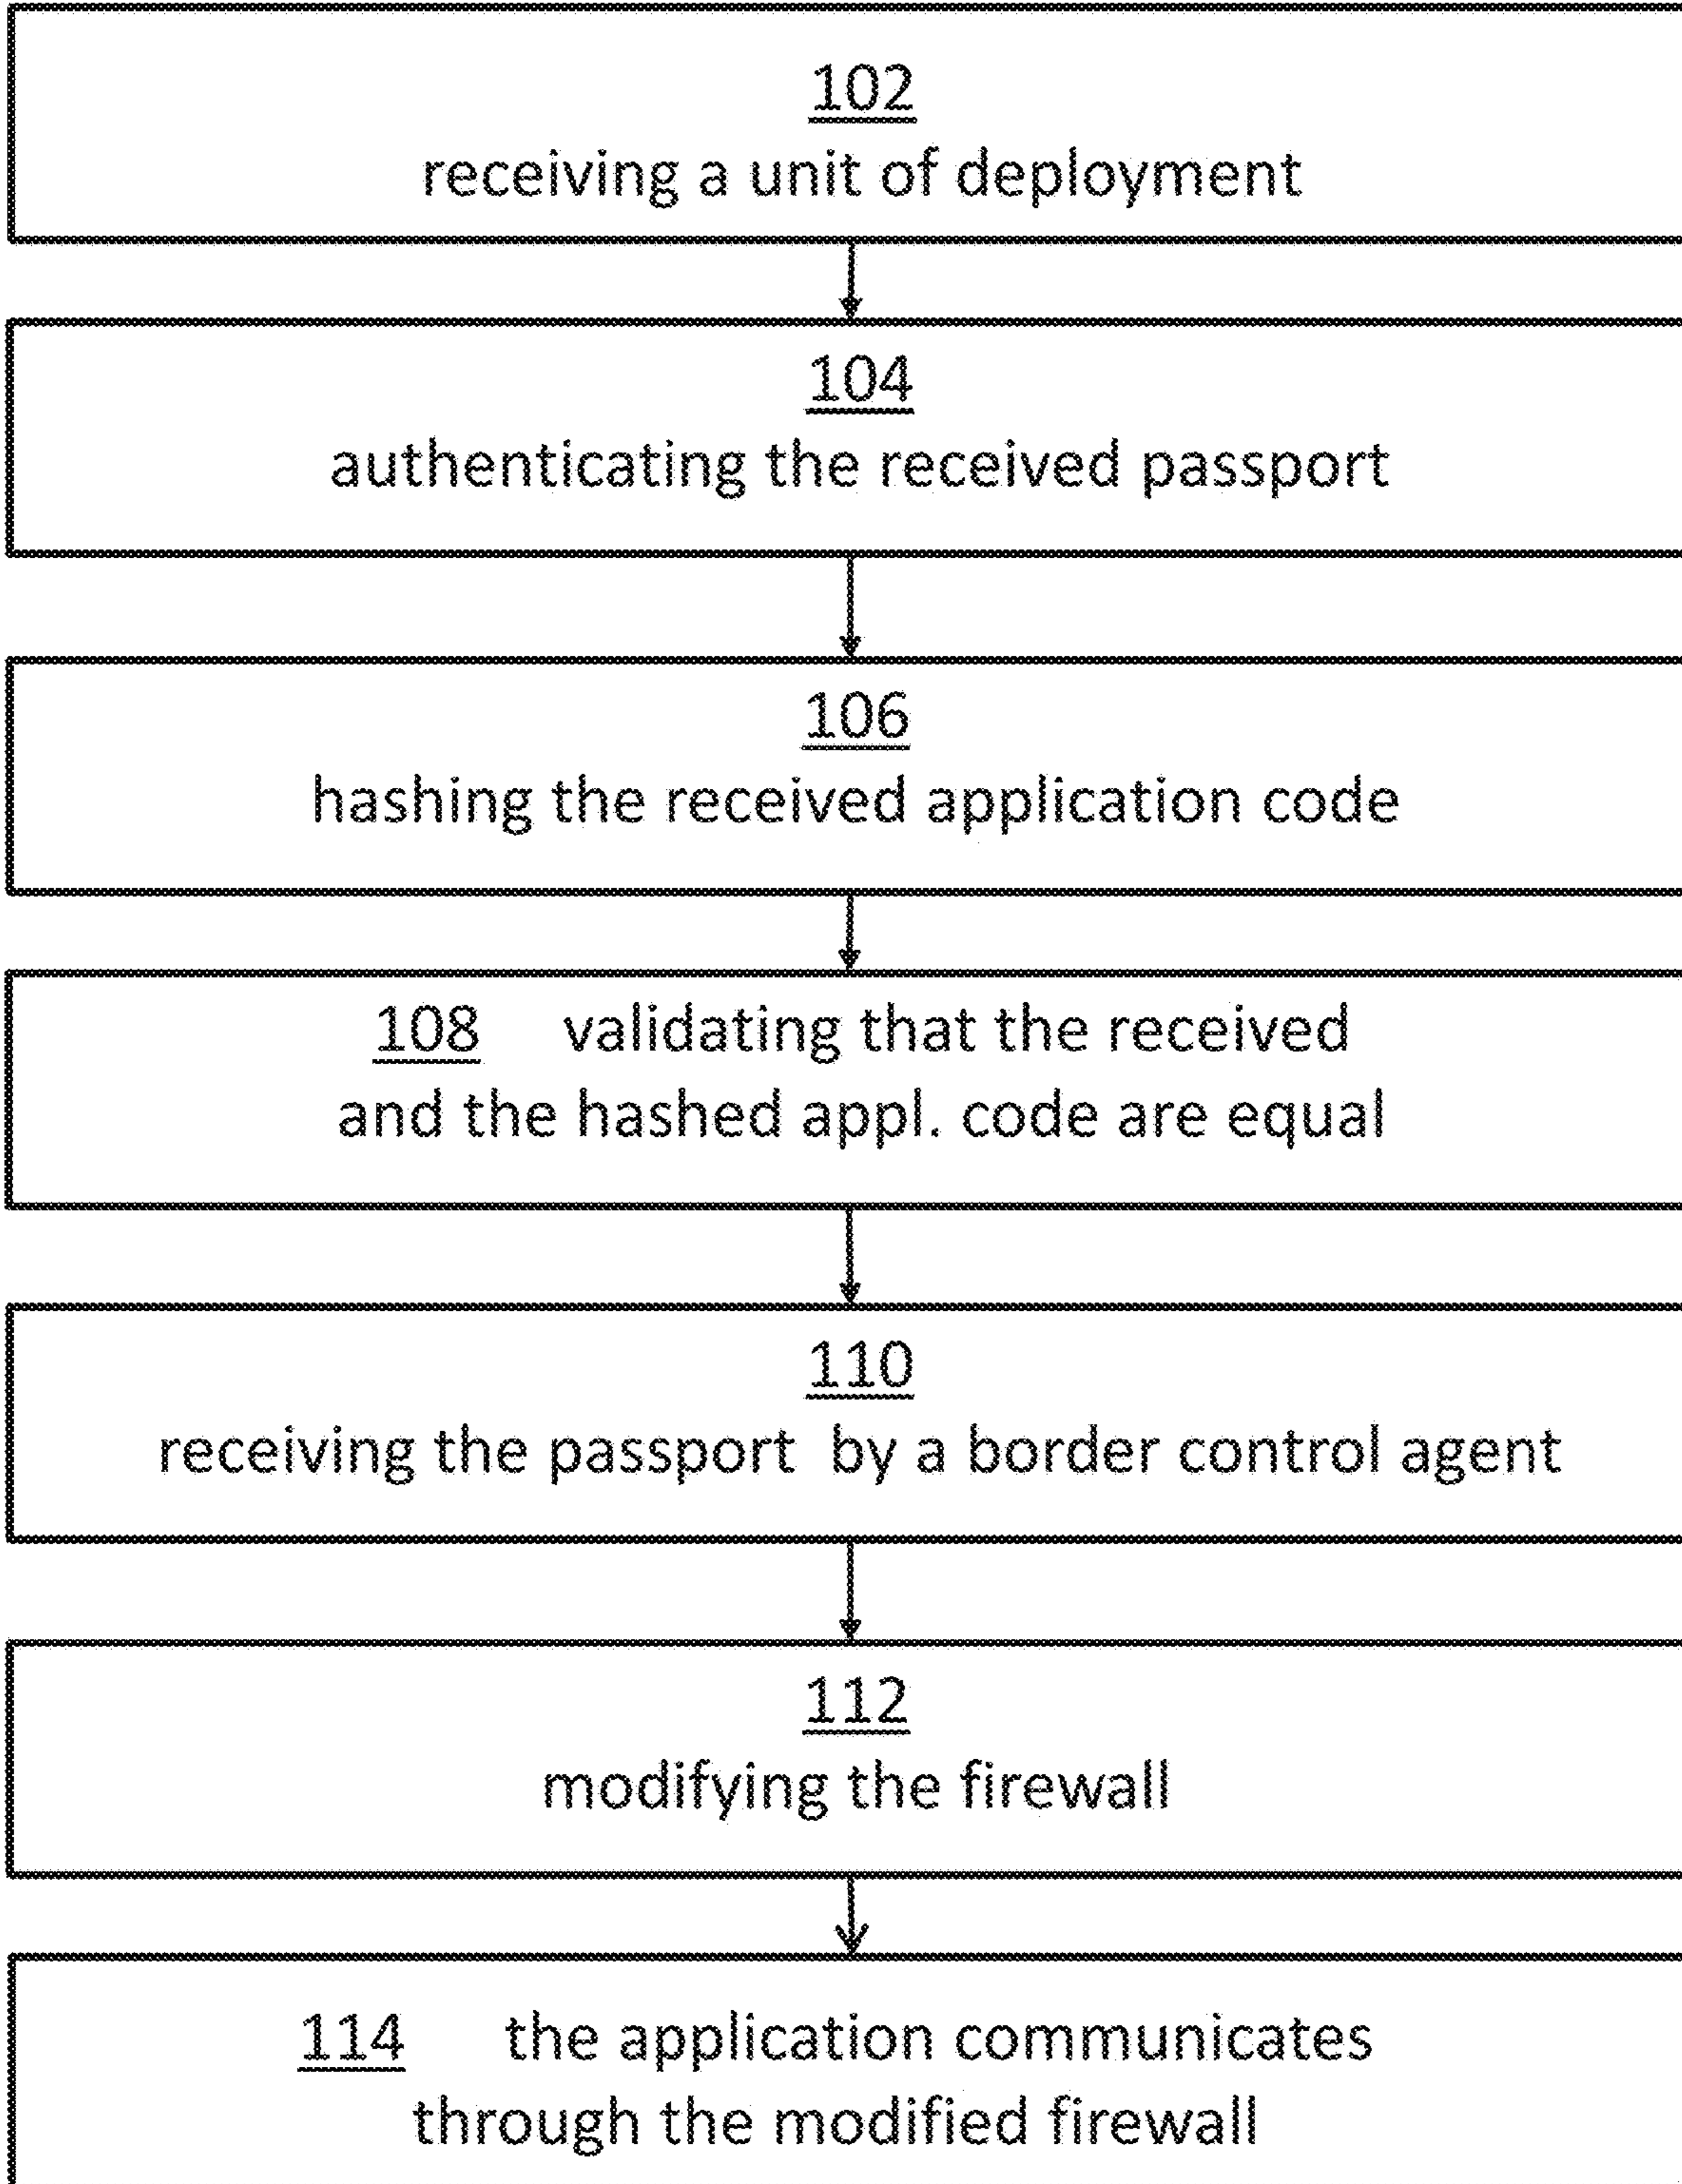 102
receiving a unit of deployment
104
authenticating the received passport
106
hashing the received application code
108 validating that the received
and the hashed appl. code are equal
110
receiving the passport by a border control agent
112
modifying the firewall
114 the application communicates
through the modified firewall